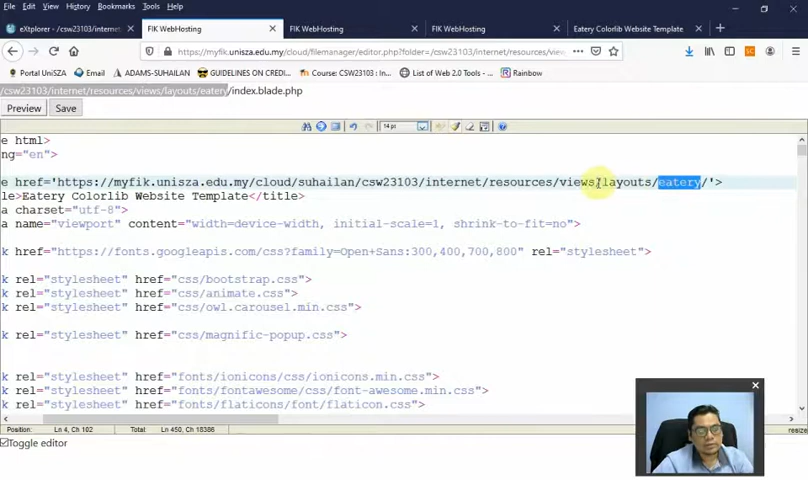 File Edit View History Bookmarks Tools Help
eXtplorer - /csw23103/internet
FIK WebHosting
FIK WebHosting
FIK WebHosting
Eatery Colorlib Website Template
https://myfik.unisza.edu.my/cloud/filemanager/editor.php?folder=/csw23103/internet/resources/views/layouts/eatery
Portal UniSZA
Email
ADAMS-SUHAILAN
Course: CSW23103 : In...
List of Web 2.0 Tools - ...
Rainbow
/csw23103/internet/resources/views/layouts/eatery/index.blade.php
Preview
Save
14 pt
e html>
ng="en">
e href='https://myfik.unisza.edu.my/cloud/suhailan/csw23103/internet/resources/views/layouts/eatery/'>
le>Eatery Colorlib Website Template</title>
a charset="utf-8">
a name="viewport" content="width=device-width, initial-scale=1, shrink-to-fit=no">
k href="https://fonts.googleapis.com/css?family=Open+Sans:300,400,700,800" rel="stylesheet">
k rel="stylesheet" href="css/bootstrap.css">
k rel="stylesheet" href="css/animate.css">
k rel="stylesheet" href="css/owl.carousel.min.css">
k rel="stylesheet" href="css/magnific-popup.css">
k rel="stylesheet" href="fonts/ionicons/css/ionicons.min.css">
k rel="stylesheet" href="fonts/fontawesome/css/font-awesome.min.css">
k rel="stylesheet" href="fonts/flaticons/font/flaticon.css">
Position: Ln 4, Ch 102 Total: Ln 450, Ch 18386
resize
Toggle editor